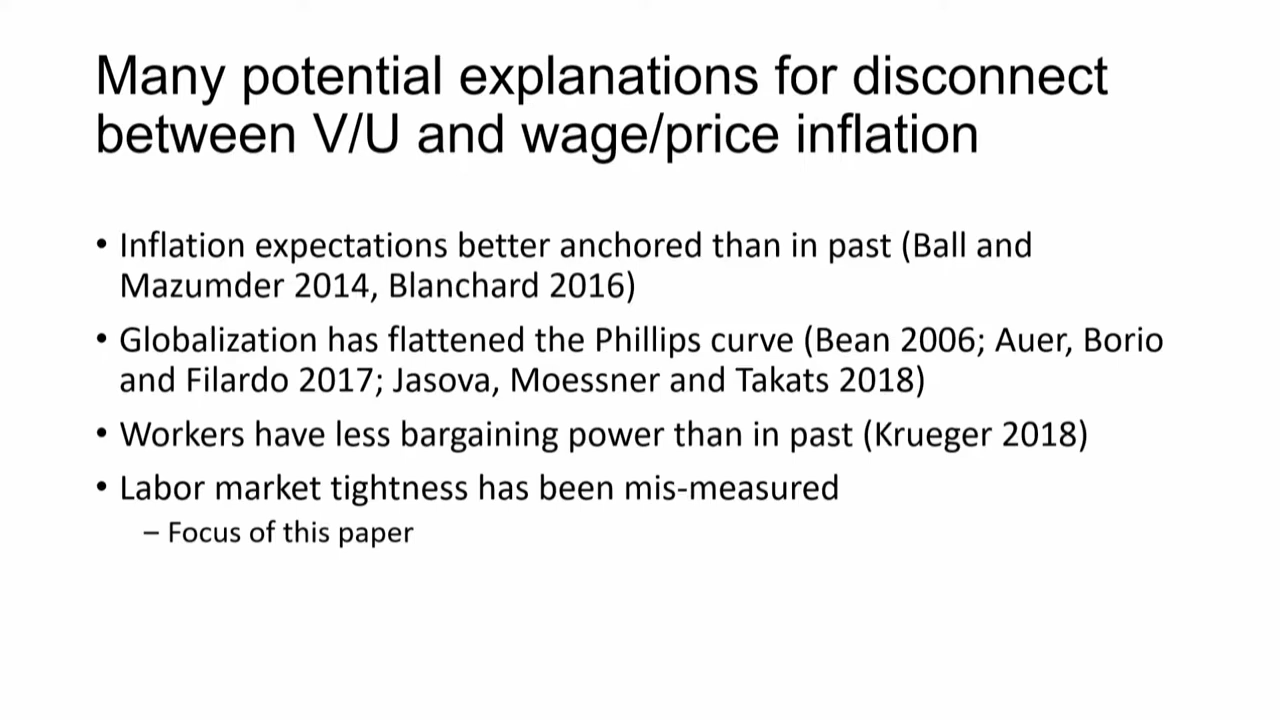 Many potential explanations for disconnect
between V/U and wage/price inflation
• Inflation expectations better anchored than in past (Ball and
Mazumder 2014, Blanchard 2016)
• Globalization has flattened the Phillips curve (Bean 2006; Auer, Borio
and Filardo 2017; Jasova, Moessner and Takats 2018)
• Workers have less bargaining power than in past (Krueger 2018)
• Labor market tightness has been mis-measured
– Focus of this paper